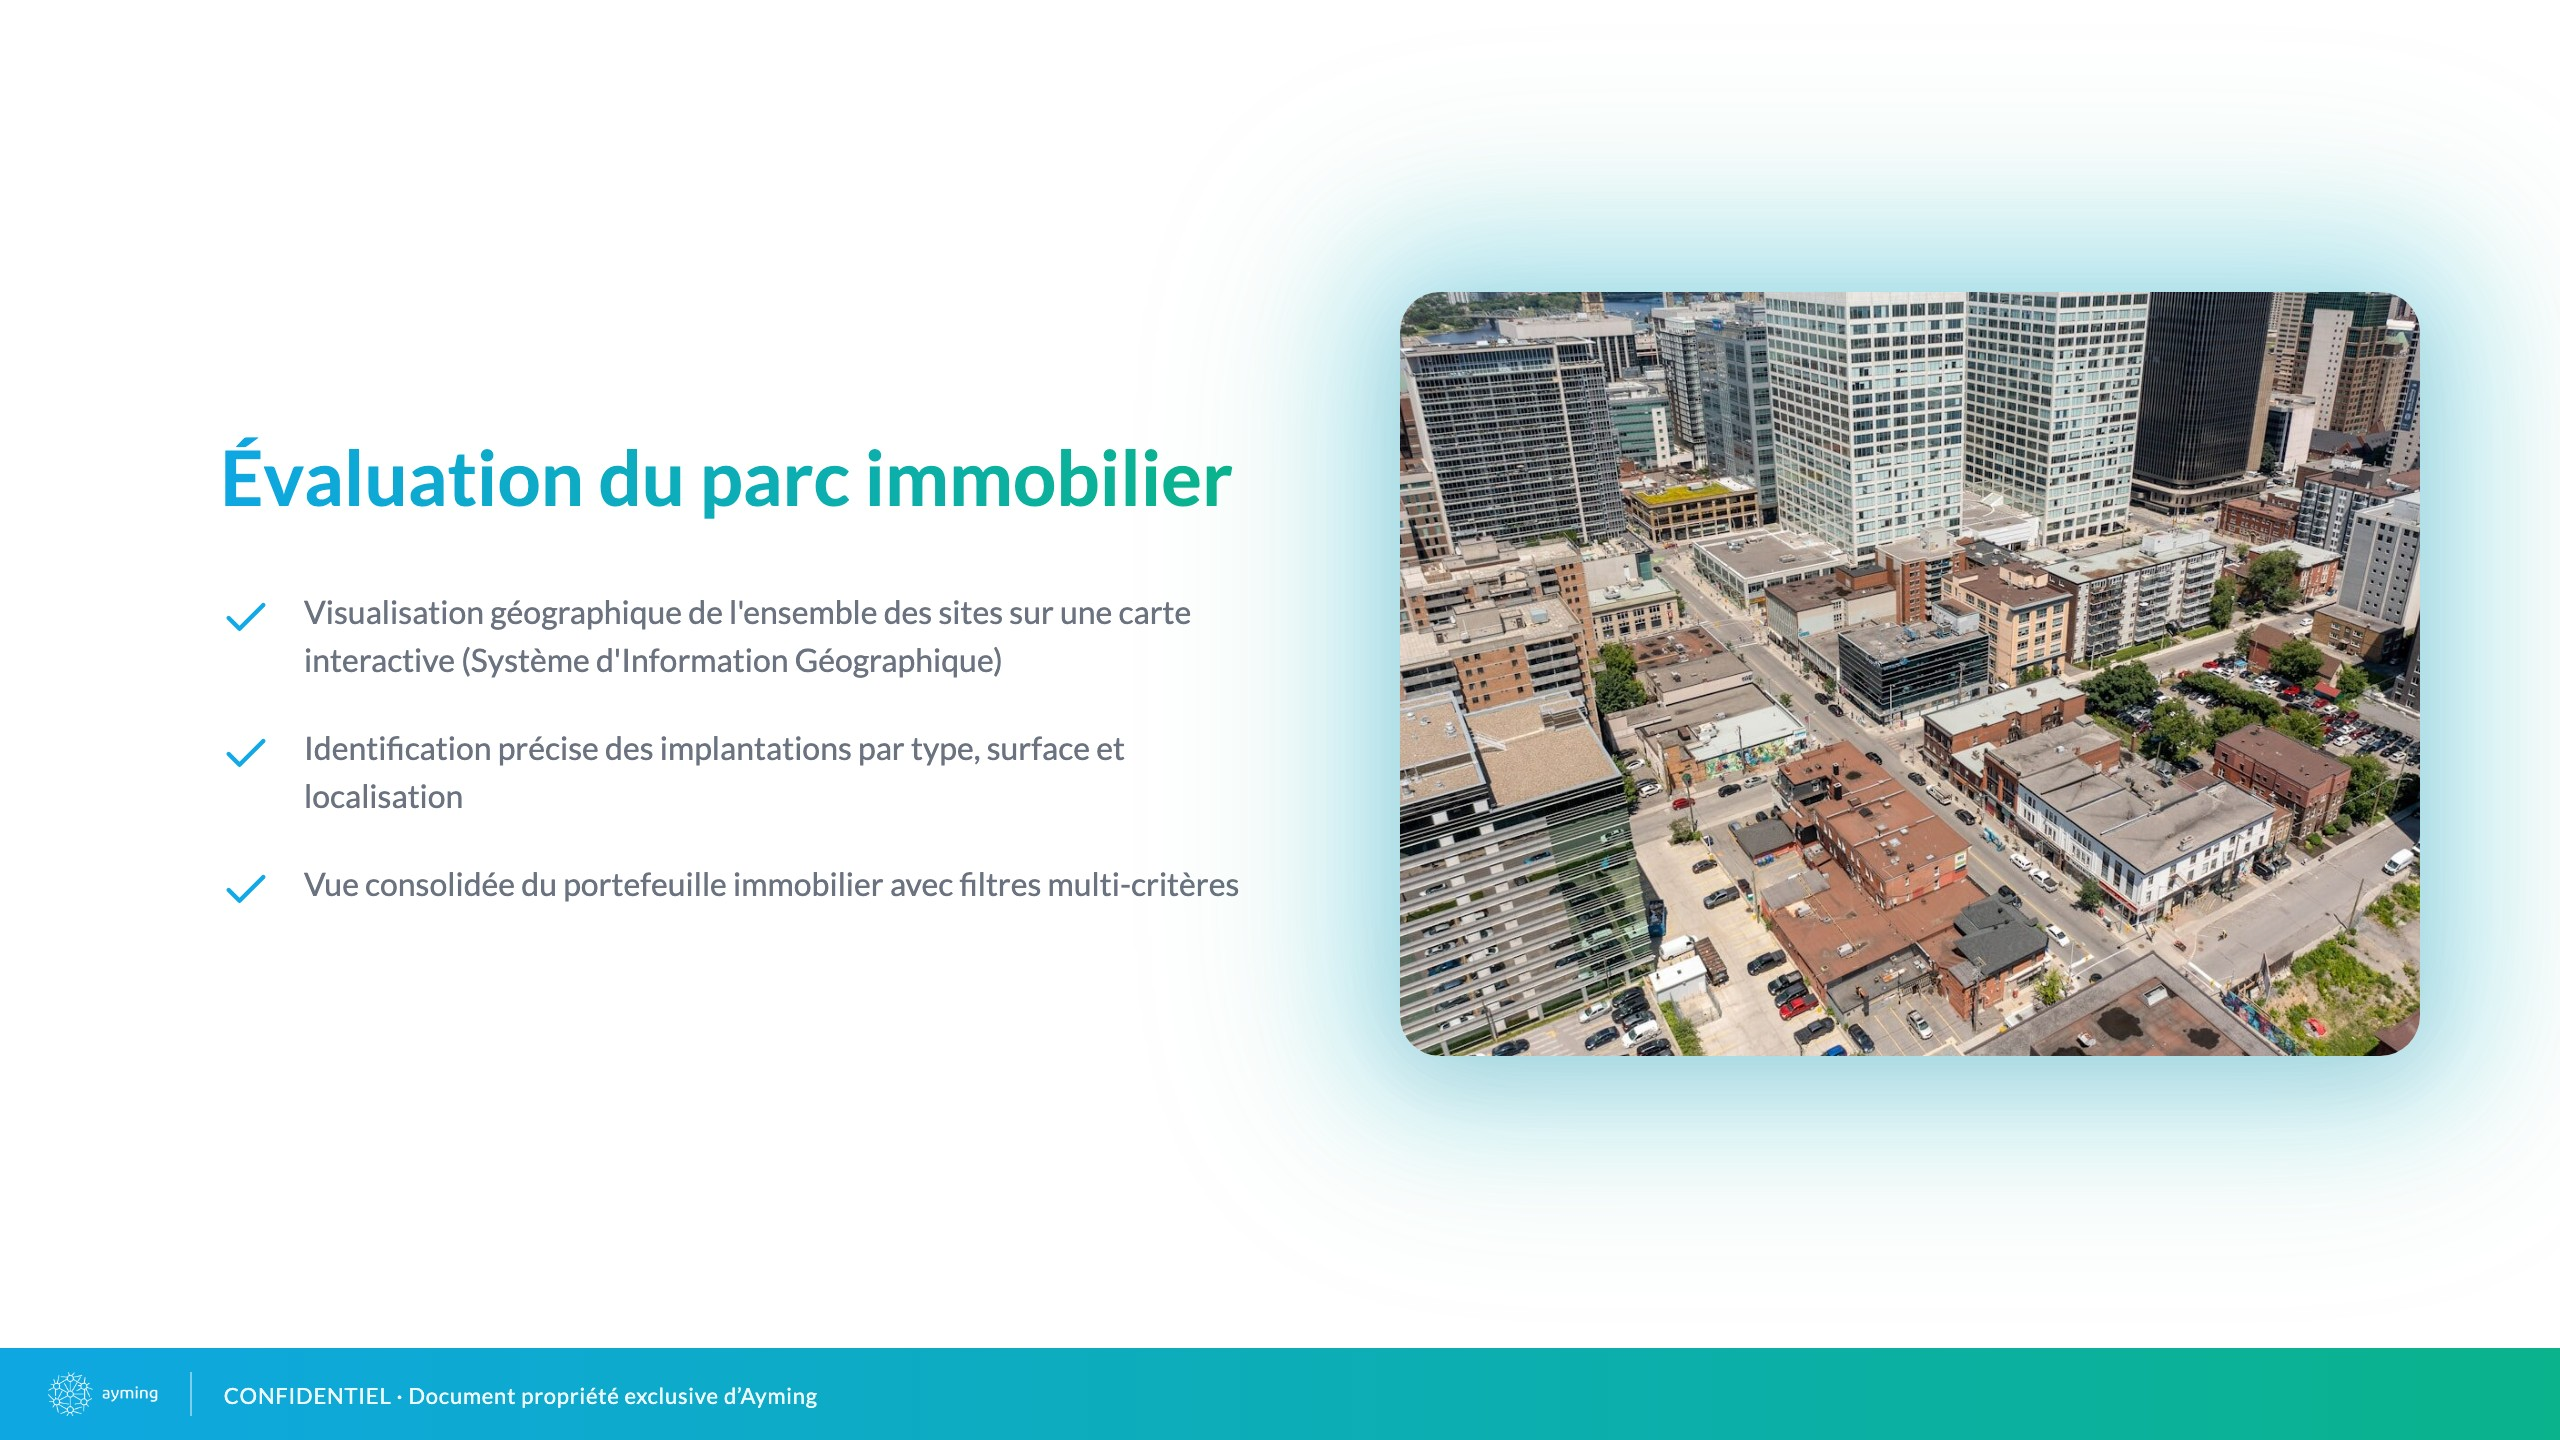 Évaluation du parc immobilier
Visualisation géographique de l'ensemble des sites sur une carte
interactive (Système d'Information Géographique)
Identification précise des implantations par type, surface et
localisation
Vue consolidée du portefeuille immobilier avec filtres multi-critères
ayming
CONFIDENTIEL · Document propriété exclusive d’Ayming